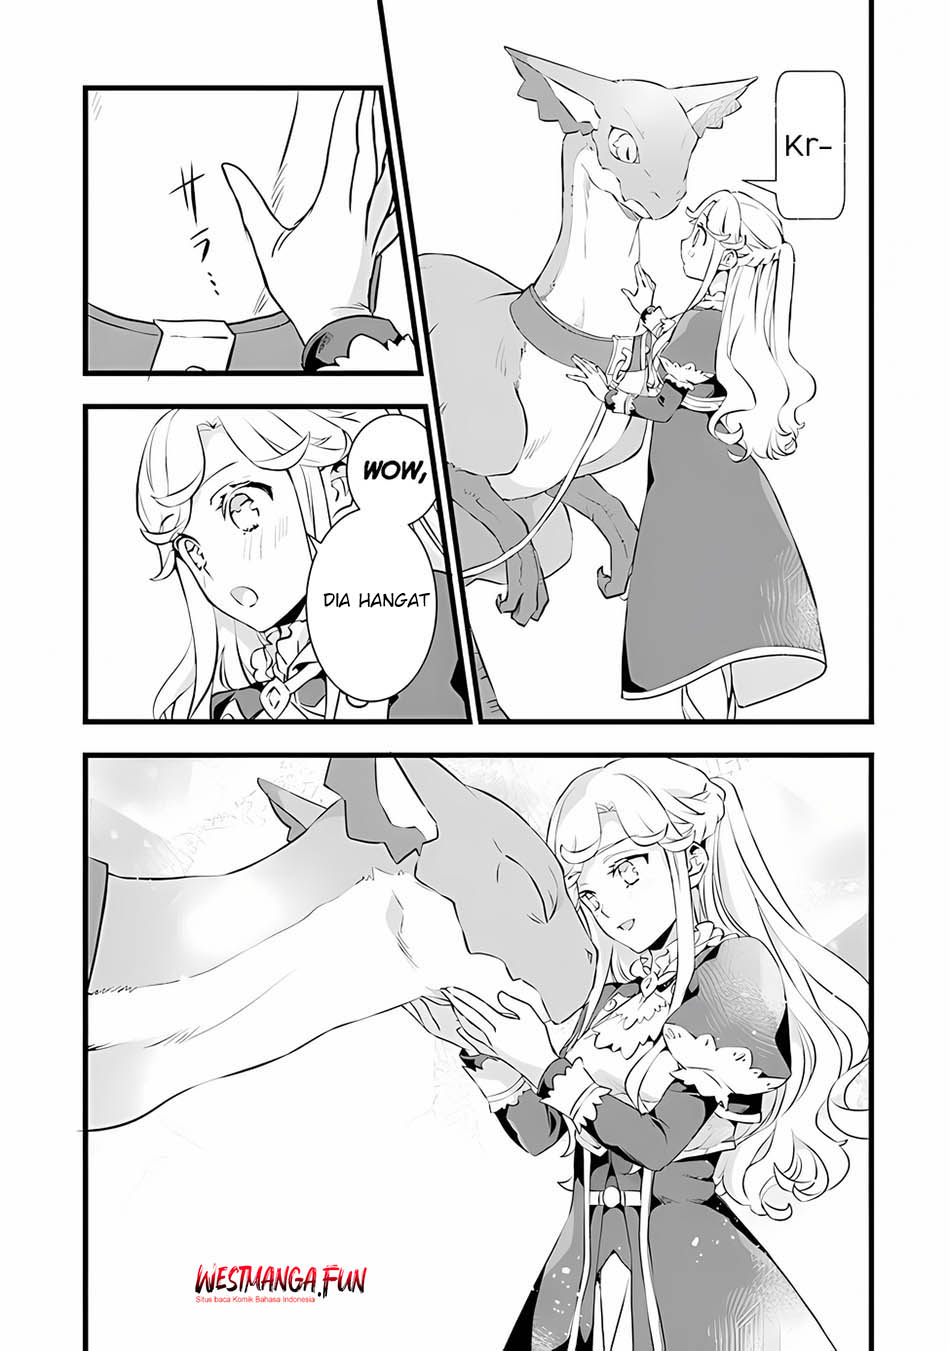 Kr-
サラ…
WOW,
DIA HANGAT
WESTMANGA.FUN
Situs baca Komik Bahasa Indonesia